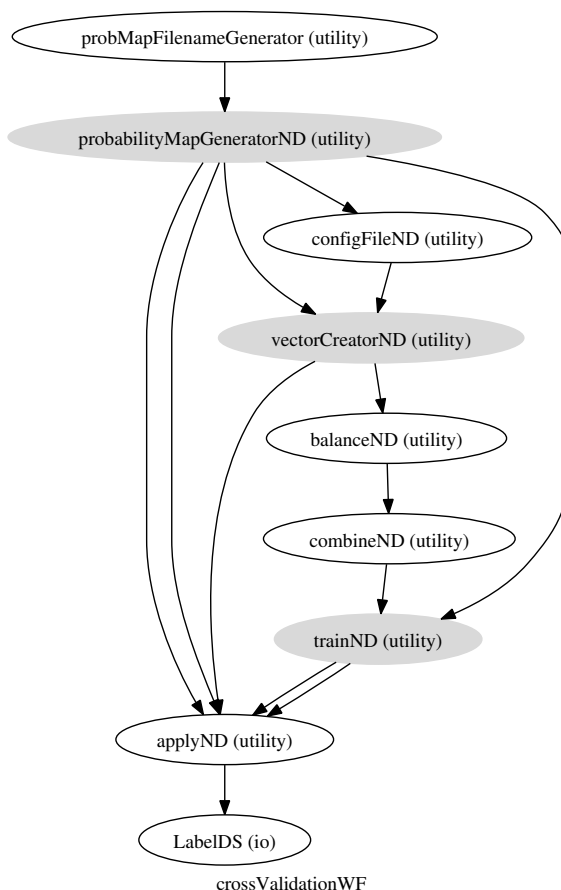 probMapFilenameGenerator (utility)
probabilityMapGeneratorND (utility)
configFileND (utility)
vectorCreatorND (utility)
balanceND (utility)
combineND (utility)
trainND (utility)
applyND (utility)
LabelDS (io)
crossValidationWF